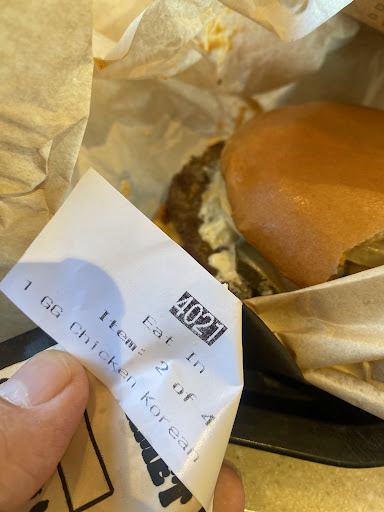 4021
Eat In
Item: 2 of 4
1 GG Chicken Korean